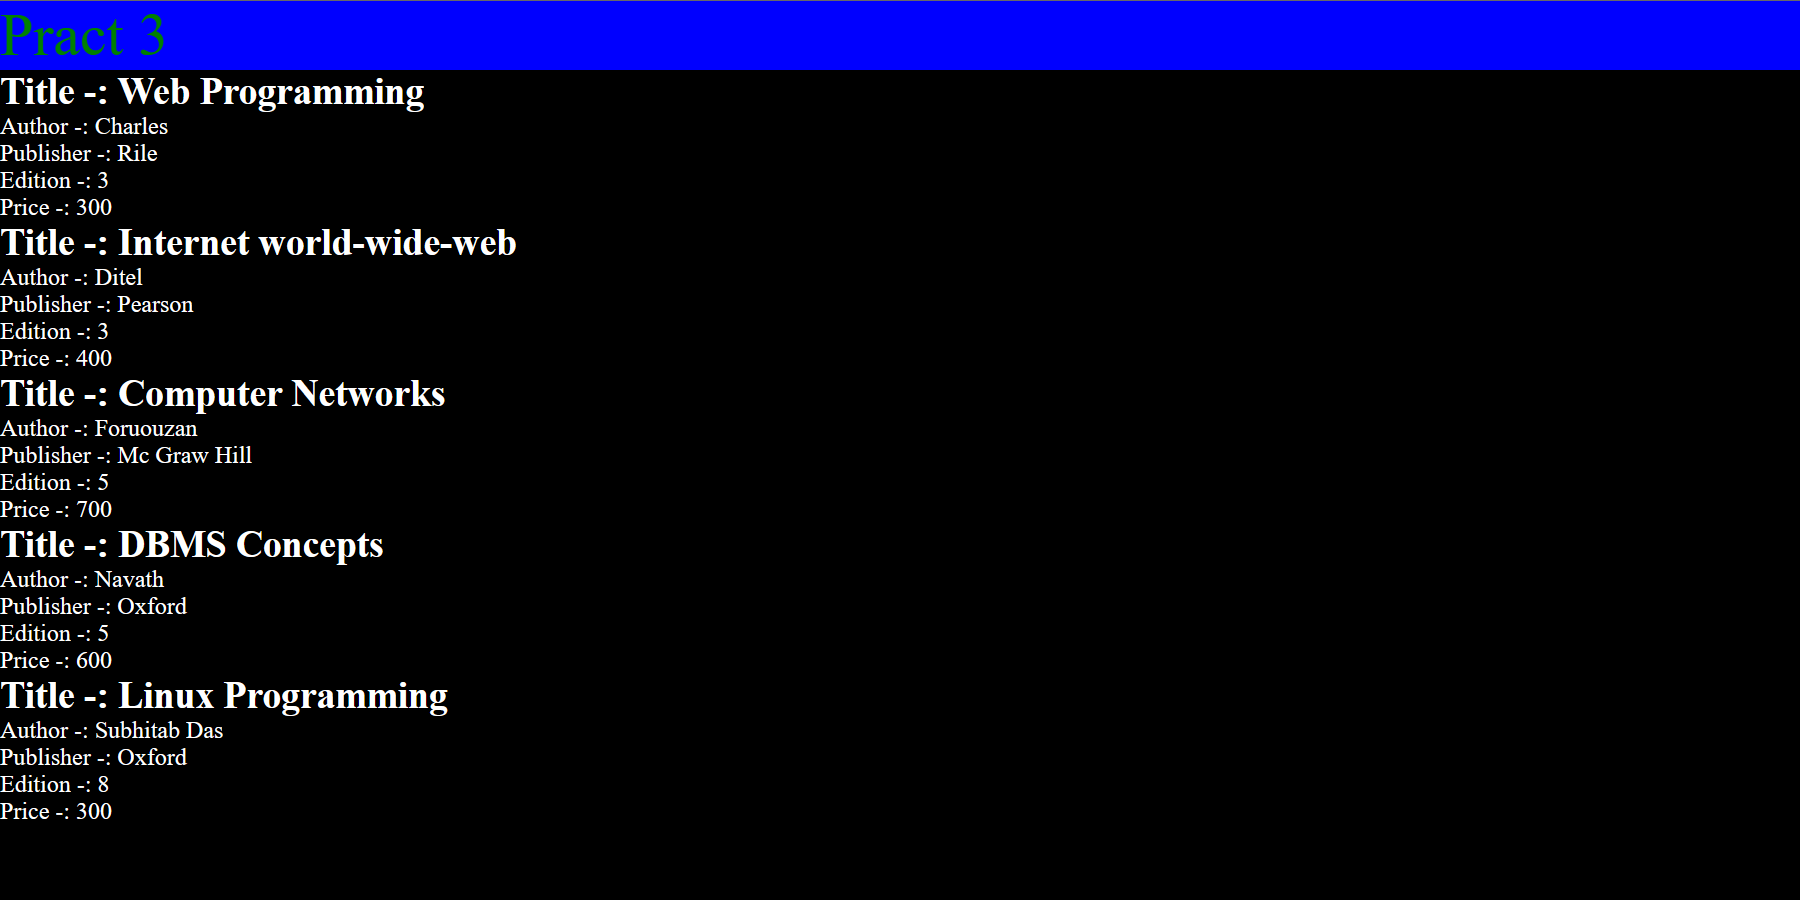 Pract 3
Title -: Web Programming
Author -: Charles
Publisher -: Rile
Edition -: 3
Price -: 300
Title -: Internet world-wide-web
Author -: Ditel
Publisher -: Pearson
Edition -: 3
Price -: 400
Title -: Computer Networks
Author -: Foruouzan
Publisher -: Mc Graw Hill
Edition -: 5
Price -: 700
Title -: DBMS Concepts
Author -: Navath
Publisher -: Oxford
Edition -: 5
Price -: 600
Title -: Linux Programming
Author -: Subhitab Das
Publisher -: Oxford
Edition -: 8
Price -: 300